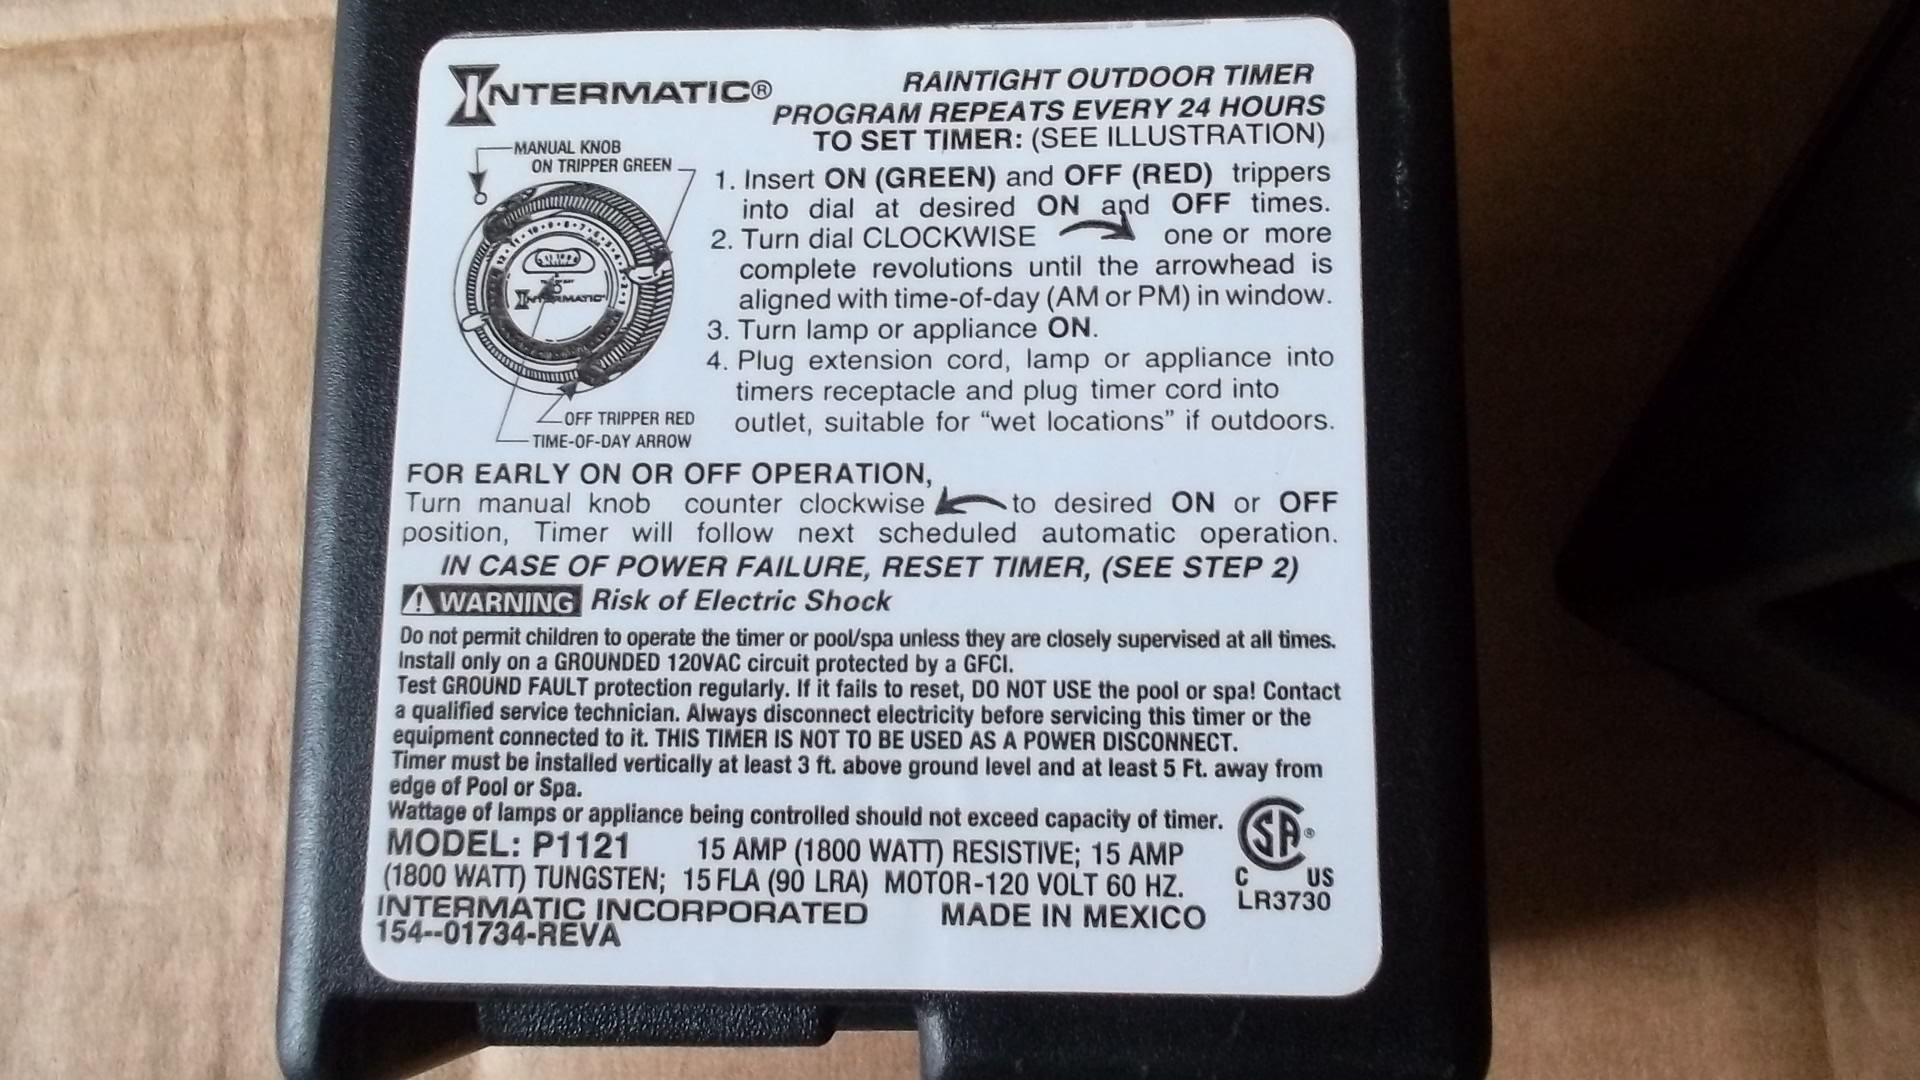 INTERMATIC®
RAINTIGHT OUTDOOR TIMER
PROGRAM REPEATS EVERY 24 HOURS
TO SET TIMER: (SEE ILLUSTRATION)
MANUAL KNOB
ON TRIPPER GREEN
INTERMATIC
OFF TRIPPER RED
TIME-OF-DAY ARROW
1. Insert ON (GREEN) and OFF (RED) trippers
into dial at desired ON and OFF times.
2. Turn dial CLOCKWISE one or more
complete revolutions until the arrowhead is
aligned with time-of-day (AM or PM) in window.
3. Turn lamp or appliance ON.
4. Plug extension cord, lamp or appliance into
timers receptacle and plug timer cord into
outlet, suitable for “wet locations” if outdoors.
FOR EARLY ON OR OFF OPERATION,
Turn manual knob counter clockwise to desired ON or OFF
position, Timer will follow next scheduled automatic operation.
IN CASE OF POWER FAILURE, RESET TIMER, (SEE STEP 2)
WARNING Risk of Electric Shock
Do not permit children to operate the timer or pool/spa unless they are closely supervised at all times.
Install only on a GROUNDED 120VAC circuit protected by a GFCI.
Test GROUND FAULT protection regularly. If it fails to reset, DO NOT USE the pool or spa! Contact
a qualified service technician. Always disconnect electricity before servicing this timer or the
equipment connected to it. THIS TIMER IS NOT TO BE USED AS A POWER DISCONNECT.
Timer must be installed vertically at least 3 ft. above ground level and at least 5 Ft. away from
edge of Pool or Spa.
Wattage of lamps or appliance being controlled should not exceed capacity of timer.
MODEL: P1121 15 AMP (1800 WATT) RESISTIVE; 15 AMP
(1800 WATT) TUNGSTEN; 15 FLA (90 LRA) MOTOR-120 VOLT 60 HZ.
INTERMATIC INCORPORATED MADE IN MEXICO
154--01734-REVA
SA®
C US
LR3730